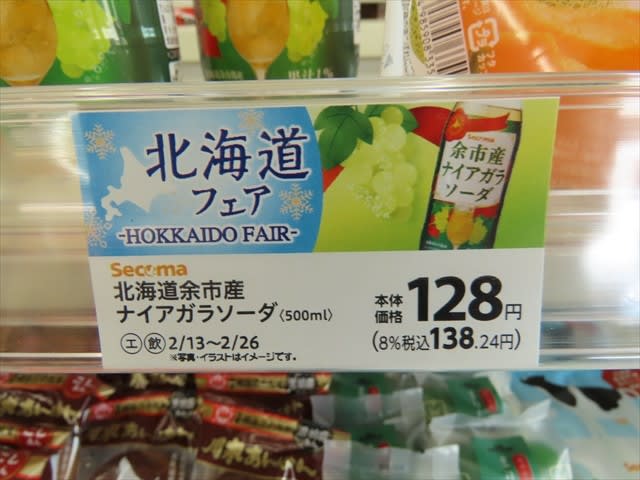 北海道
フェア
-HOKKAIDO FAIR-
Secoma
余市産
ナイアガラ
ソーダ
Secoma
北海道余市産
ナイアガラソーダ〈500ml〉
エ 飲 2/13〜2/26
※写真・イラストはイメージです。
本体
価格 128円
(8%税込138.24円)